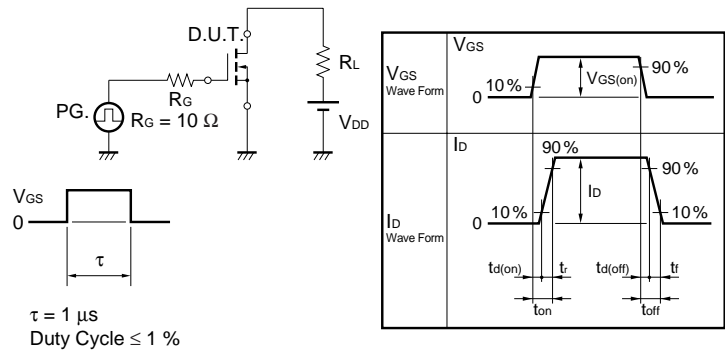 D.U.T.
RL
RG
PG.
RG = 10 Ω
VDD
VGS
0
τ
τ = 1 μs
Duty Cycle ≤ 1 %
VGS
Wave Form
VGS
10 %
0
VGS(on)
90 %
ID
Wave Form
ID
90 %
90 %
10 %
0
ID
10 %
td(on)
tr
td(off)
tf
ton
toff